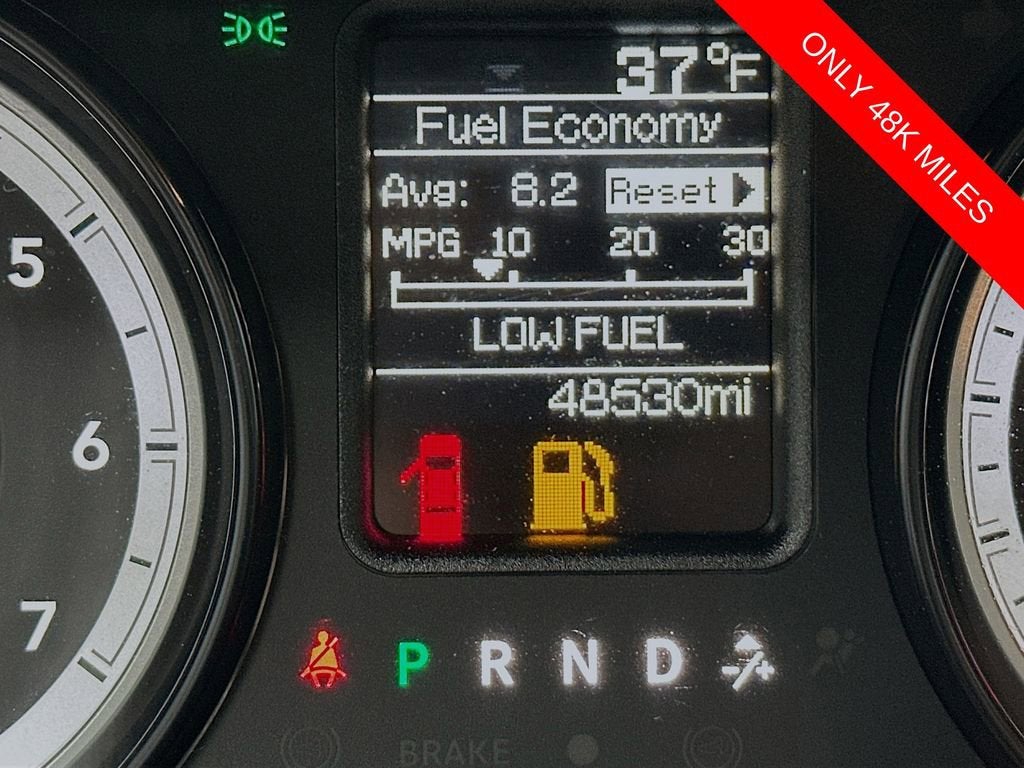 37°F
ONLY 48K MILES
Fuel Economy
Avg: 8.2 Reset
MPG 10 20 30
LOW FUEL
48530mi
5
6
7
P R N D -/+
BRAKE